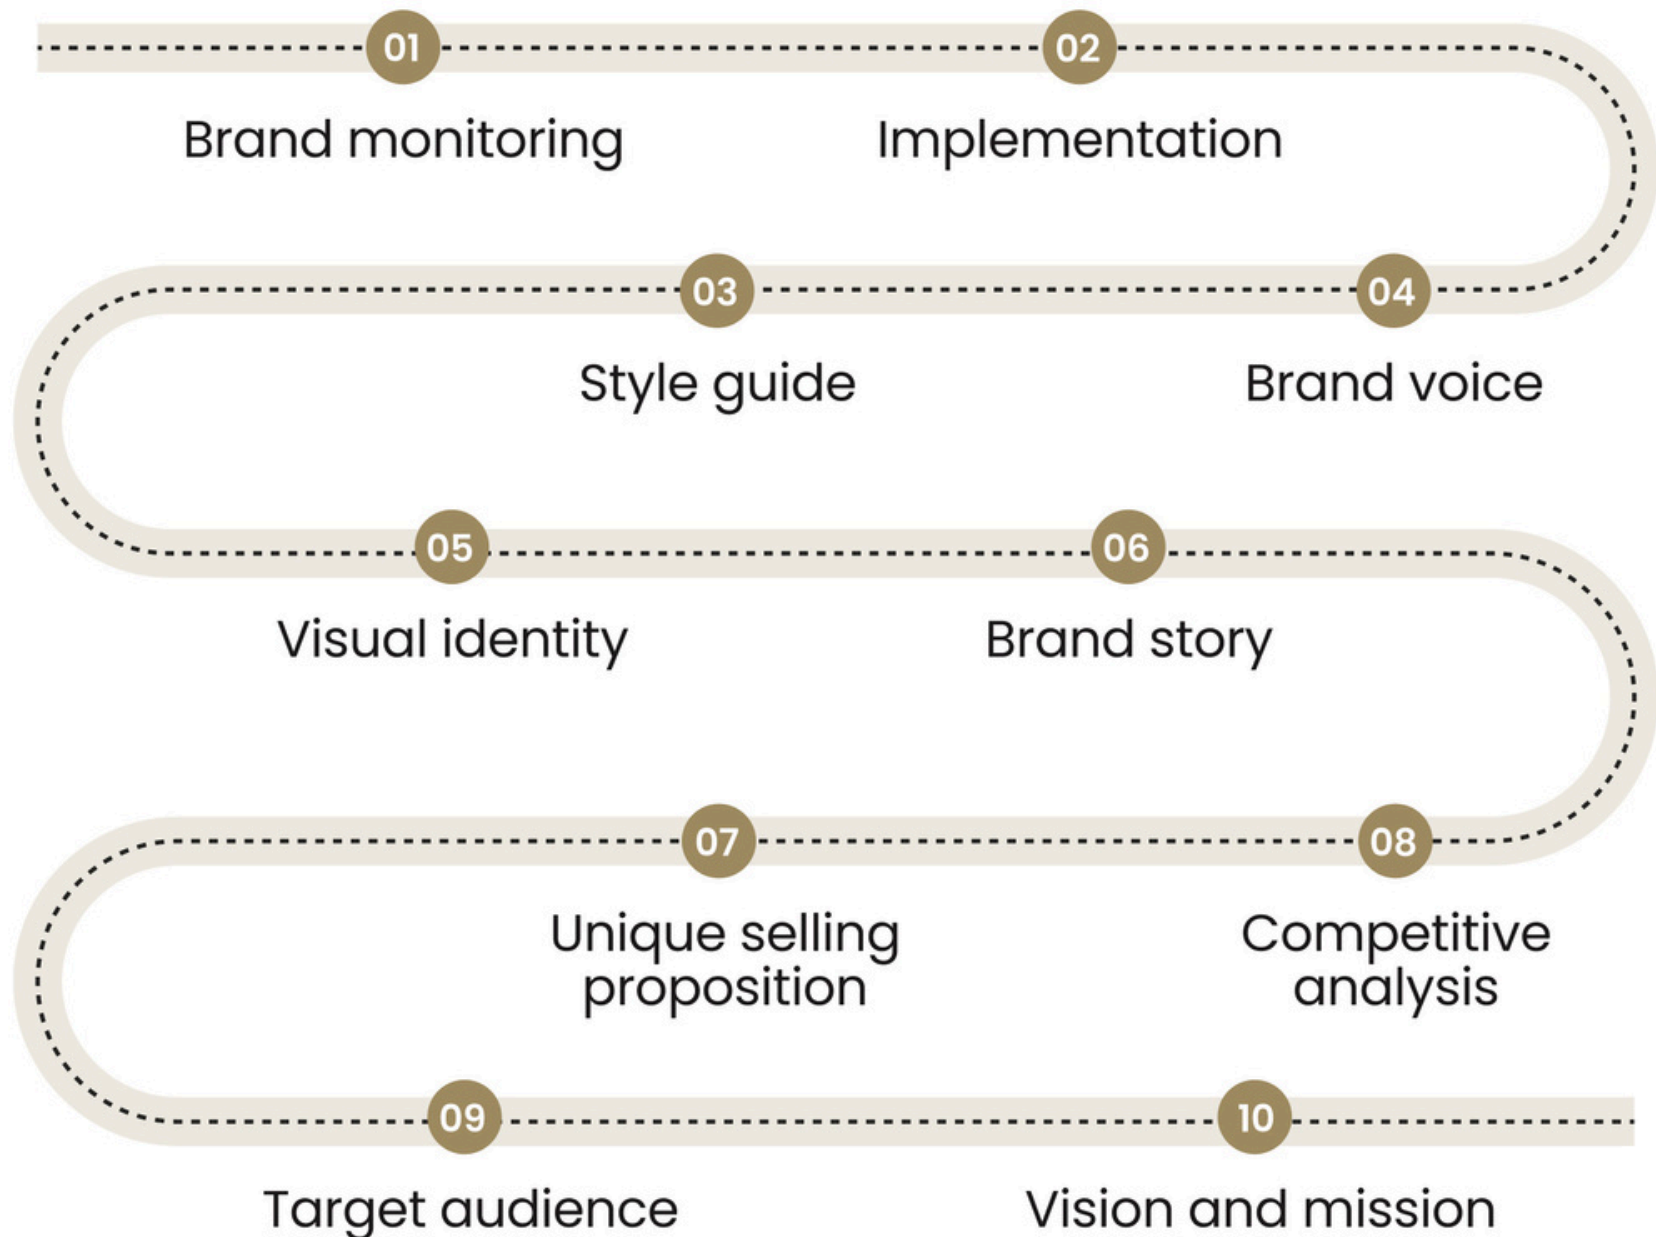 01
Brand monitoring
02
Implementation
03
Style guide
04
Brand voice
05
Visual identity
06
Brand story
07
Unique selling
proposition
08
Competitive
analysis
09
Target audience
10
Vision and mission